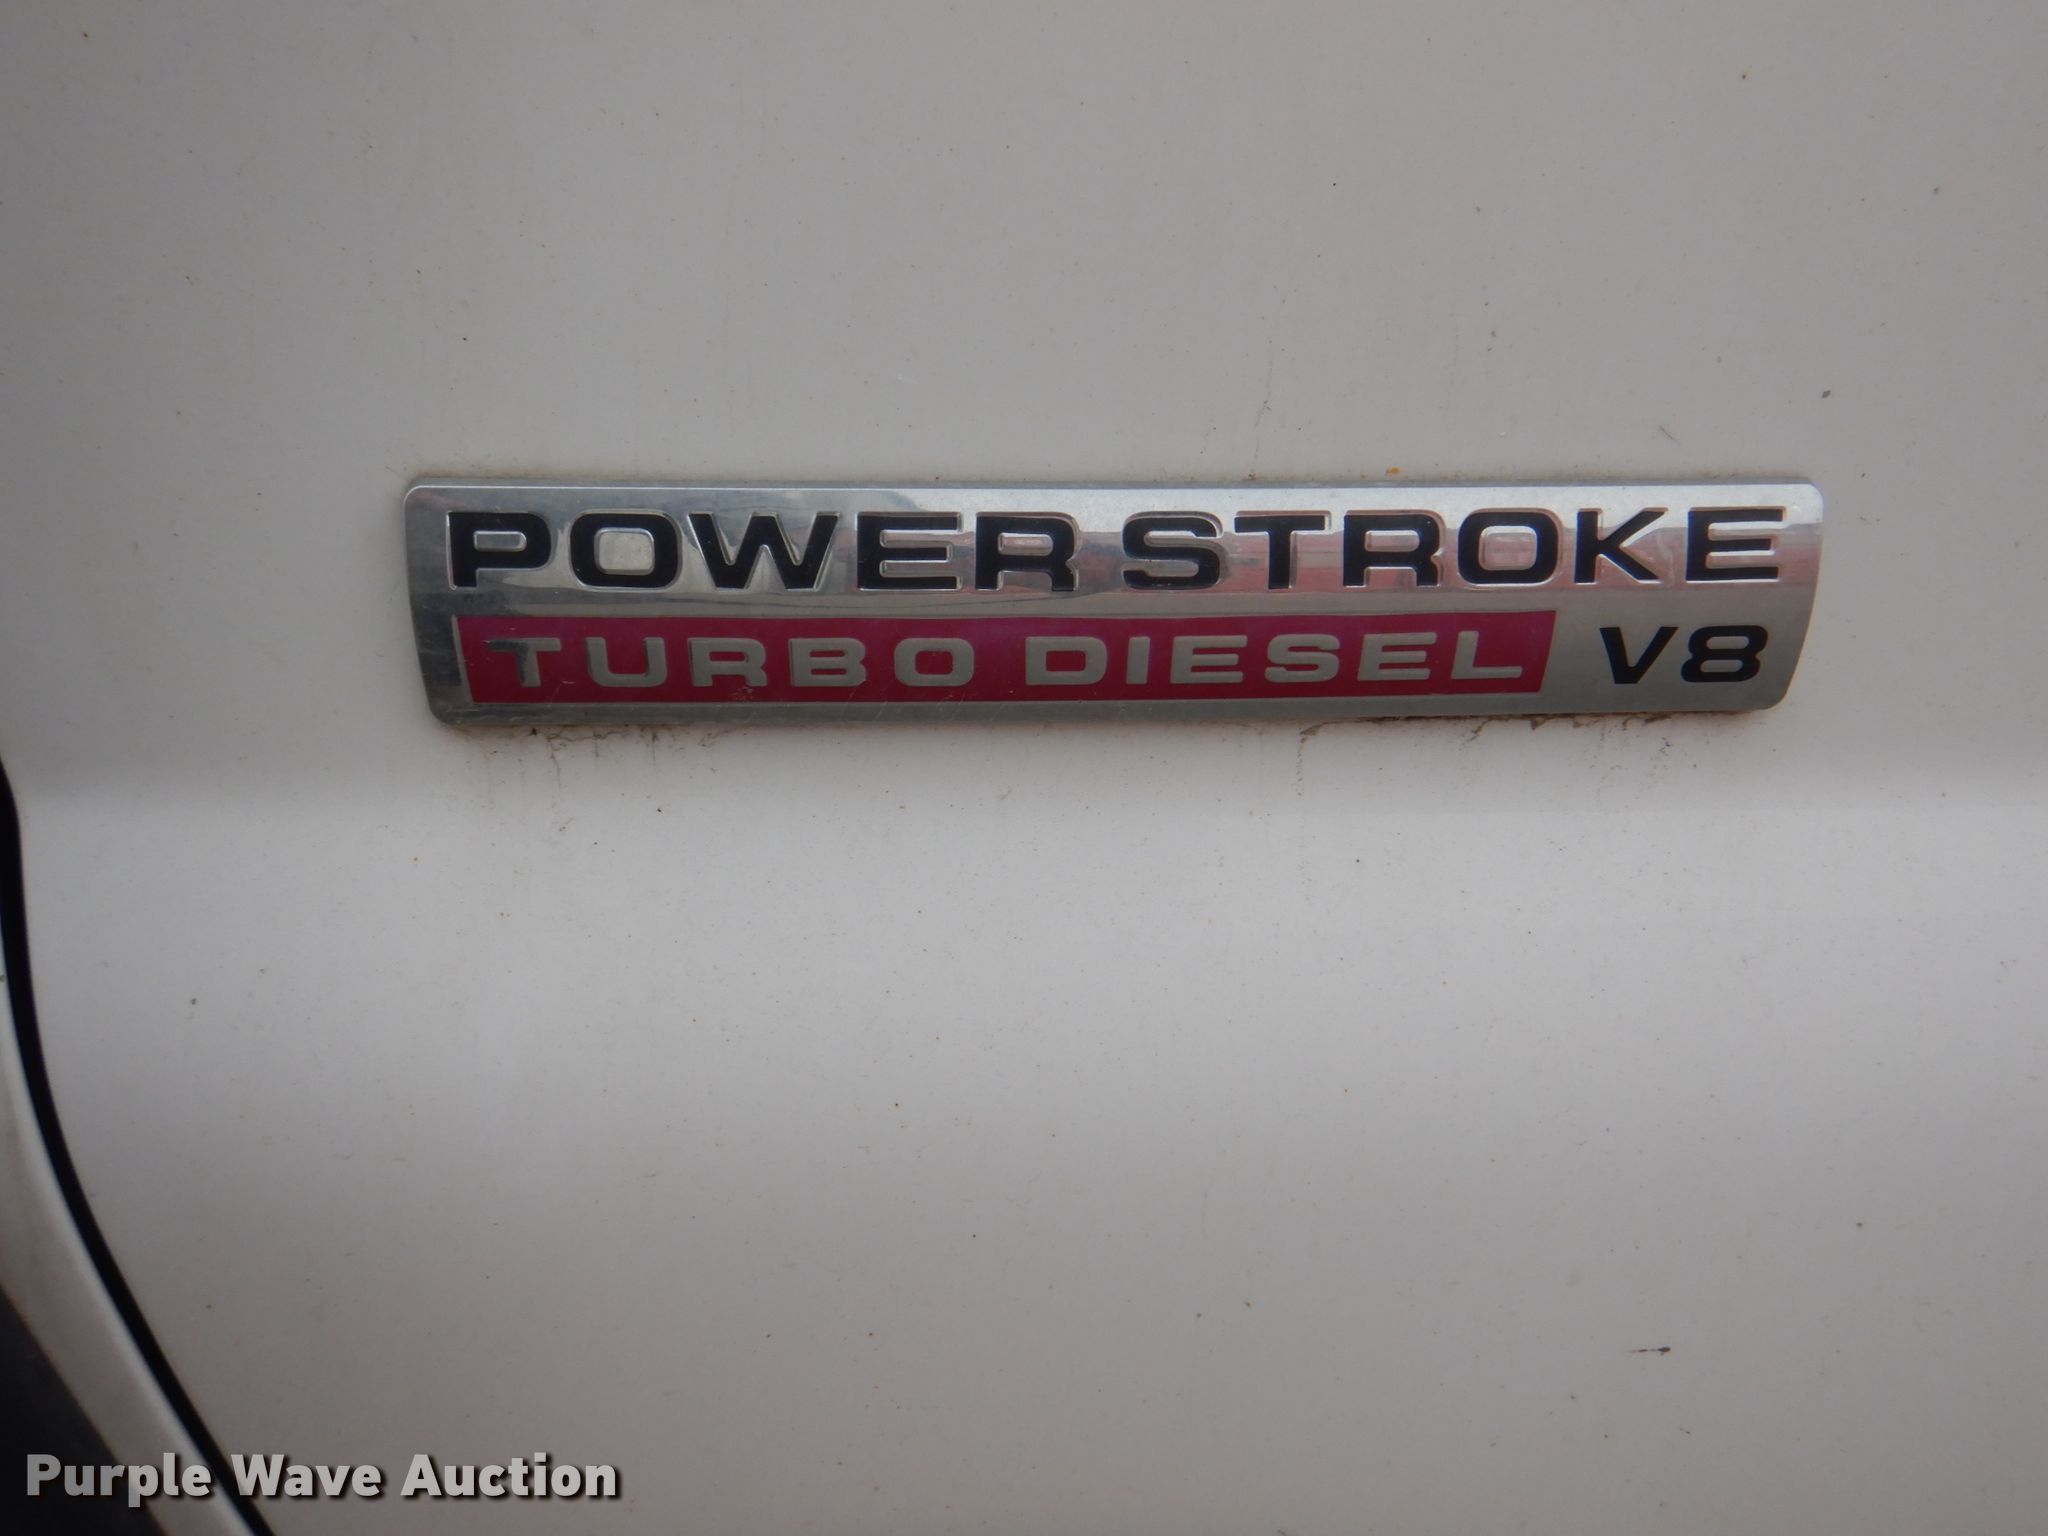 POWER STROKE
TURBO DIESEL V8
Purple Wave Auction